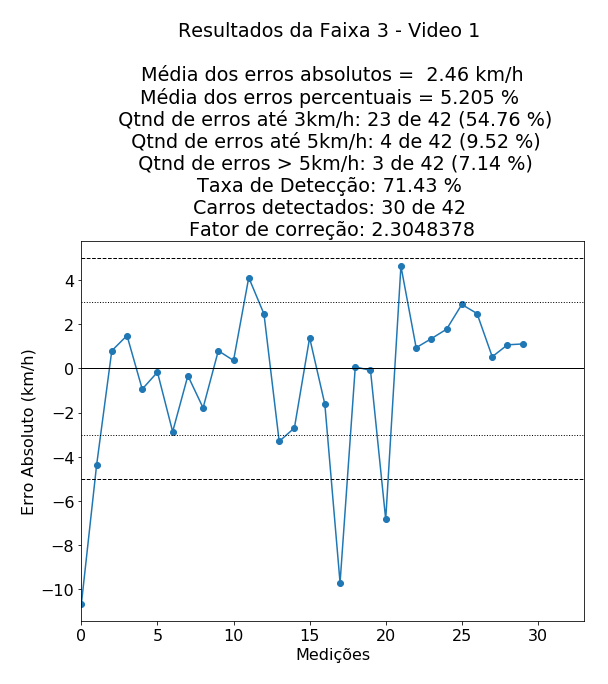 Resultados da Faixa 3 - Video 1
Média dos erros absolutos =  2.46 km/h
Média dos erros percentuais = 5.205 %
Qtnd de erros até 3km/h: 23 de 42 (54.76 %)
Qtnd de erros até 5km/h: 4 de 42 (9.52 %)
Qtnd de erros > 5km/h: 3 de 42 (7.14 %)
Taxa de Detecção: 71.43 %
Carros detectados: 30 de 42
Fator de correção: 2.3048378
4
2
0
−2
−4
−6
−8
−10
Erro Absoluto (km/h)
0 5 10 15 20 25 30
Medições